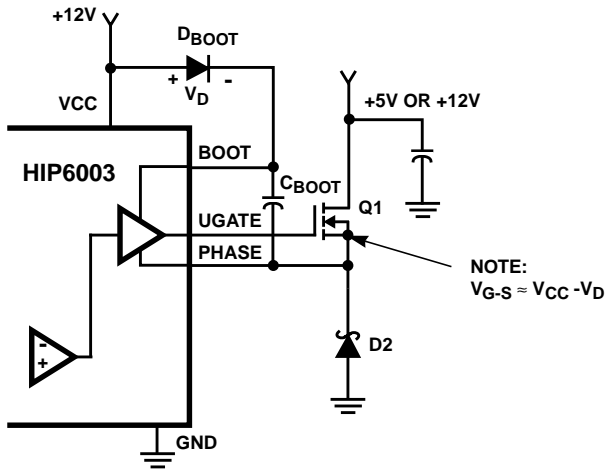 +12V
DBOOT
+ VD -
VCC
+5V OR +12V
BOOT
HIP6003
CBOOT
Q1
UGATE
PHASE
NOTE:
VG-S ≈ VCC -VD
D2
-
+
GND